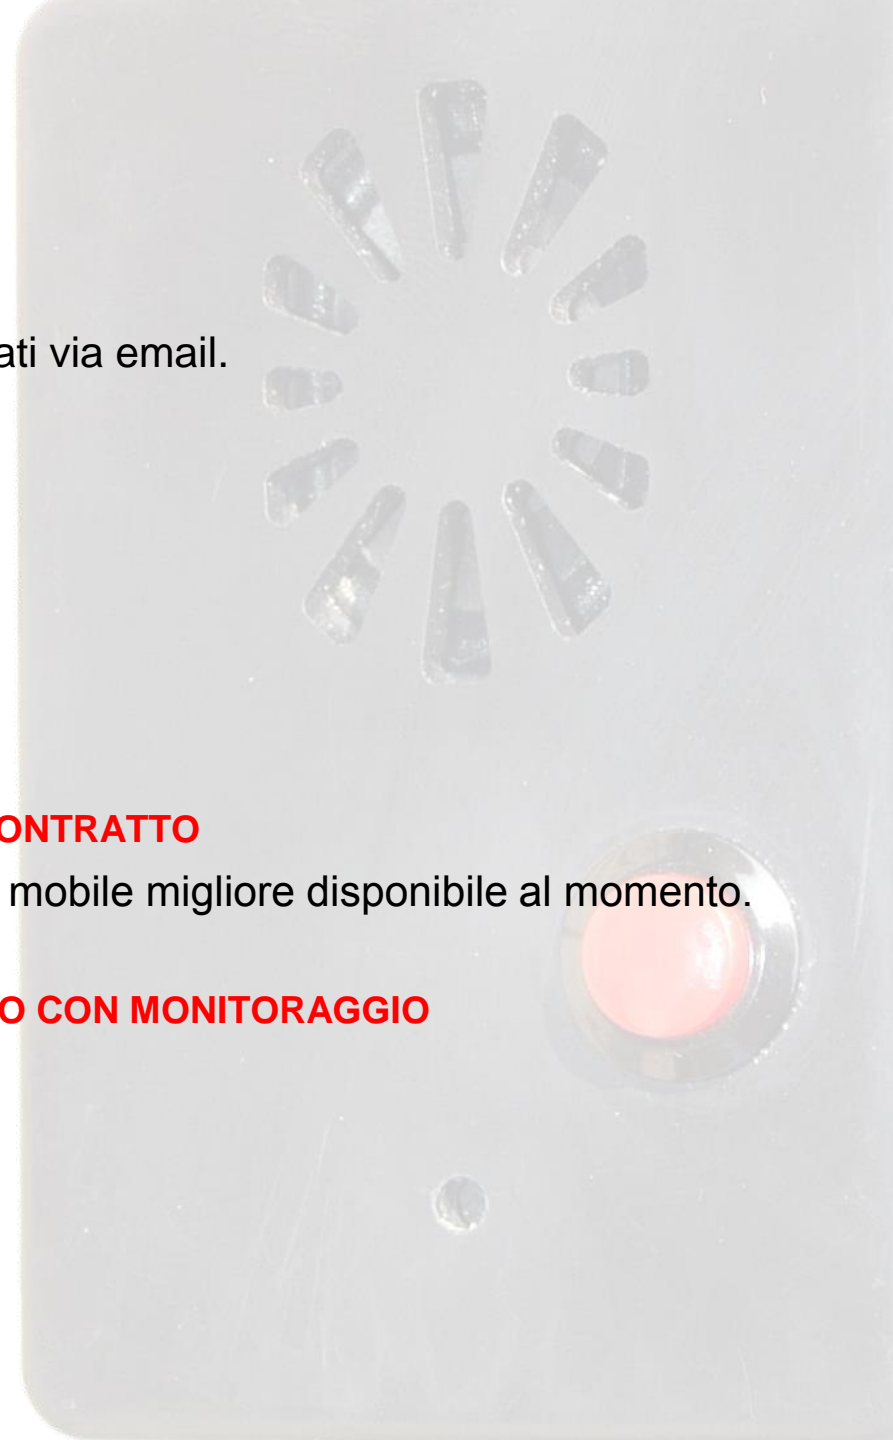 ati via email.
ONTRATTO
mobile migliore disponibile al momento.
O CON MONITORAGGIO